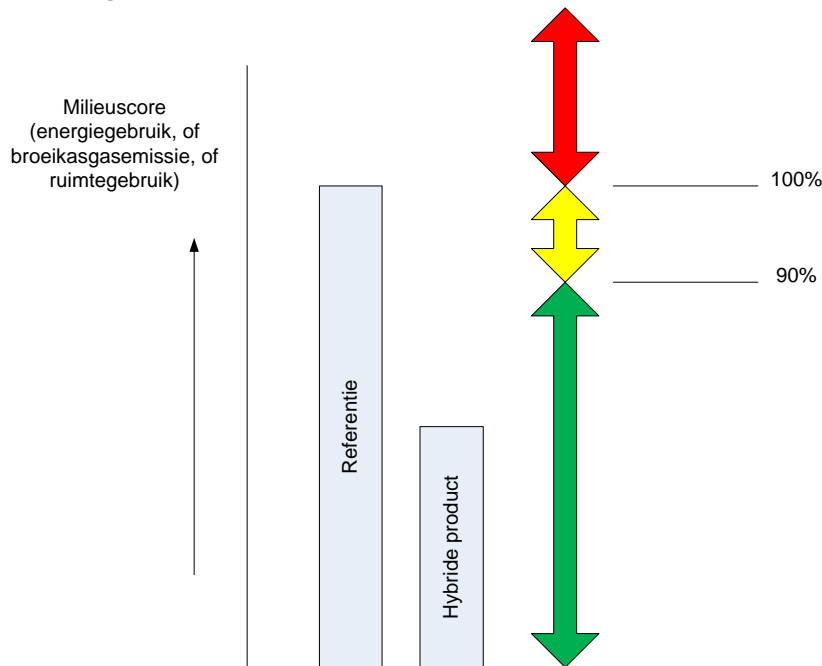 Milieuscore
(energiegebruik, of
broeikasgasemissie, of
ruimtegebruik)
100%
90%
Referentie
Hybride product